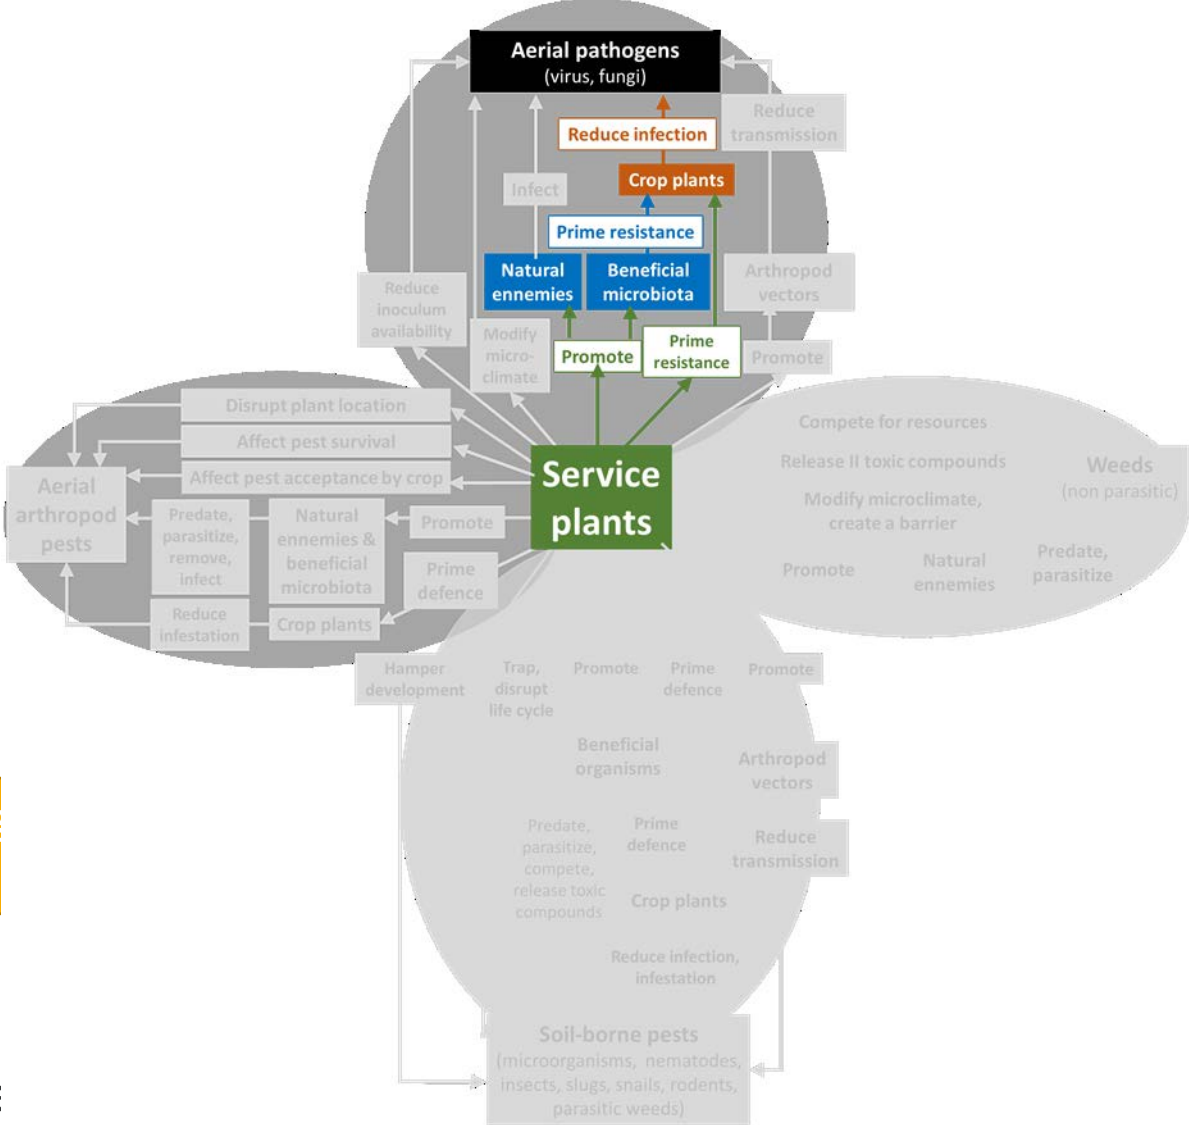 Aerial pathogens
(virus, fungi)
Reduce
transmission
Reduce infection
Crop plants
Infect
Prime resistance
Natural
ennemies
Beneficial
microbiota
Arthropod
vectors
Reduce
inoculum
availability
Modify
micro-
climate
Promote
Prime
resistance
Promote
Disrupt plant location
Affect pest survival
Affect pest acceptance by crop
Aerial
arthropod
pests
Predate,
parasitize,
remove,
infect
Natural
ennemies &
beneficial
microbiota
Promote
Prime
defence
Reduce
infestation
Crop plants
Service
plants
Compete for resources
Release II toxic compounds
Modify microclimate,
create a barrier
Weeds
(non parasitic)
Promote
Natural
ennemies
Predate,
parasitize
Hamper
development
Trap,
disrupt
life cycle
Promote
Prime
defence
Promote
Beneficial
organisms
Arthropod
vectors
Predate,
parasitize,
compete,
release toxic
compounds
Prime
defence
Reduce
transmission
Crop plants
Reduce infection,
infestation
Soil-borne pests
(microorganisms, nematodes,
insects, slugs, snails, rodents,
parasitic weeds)